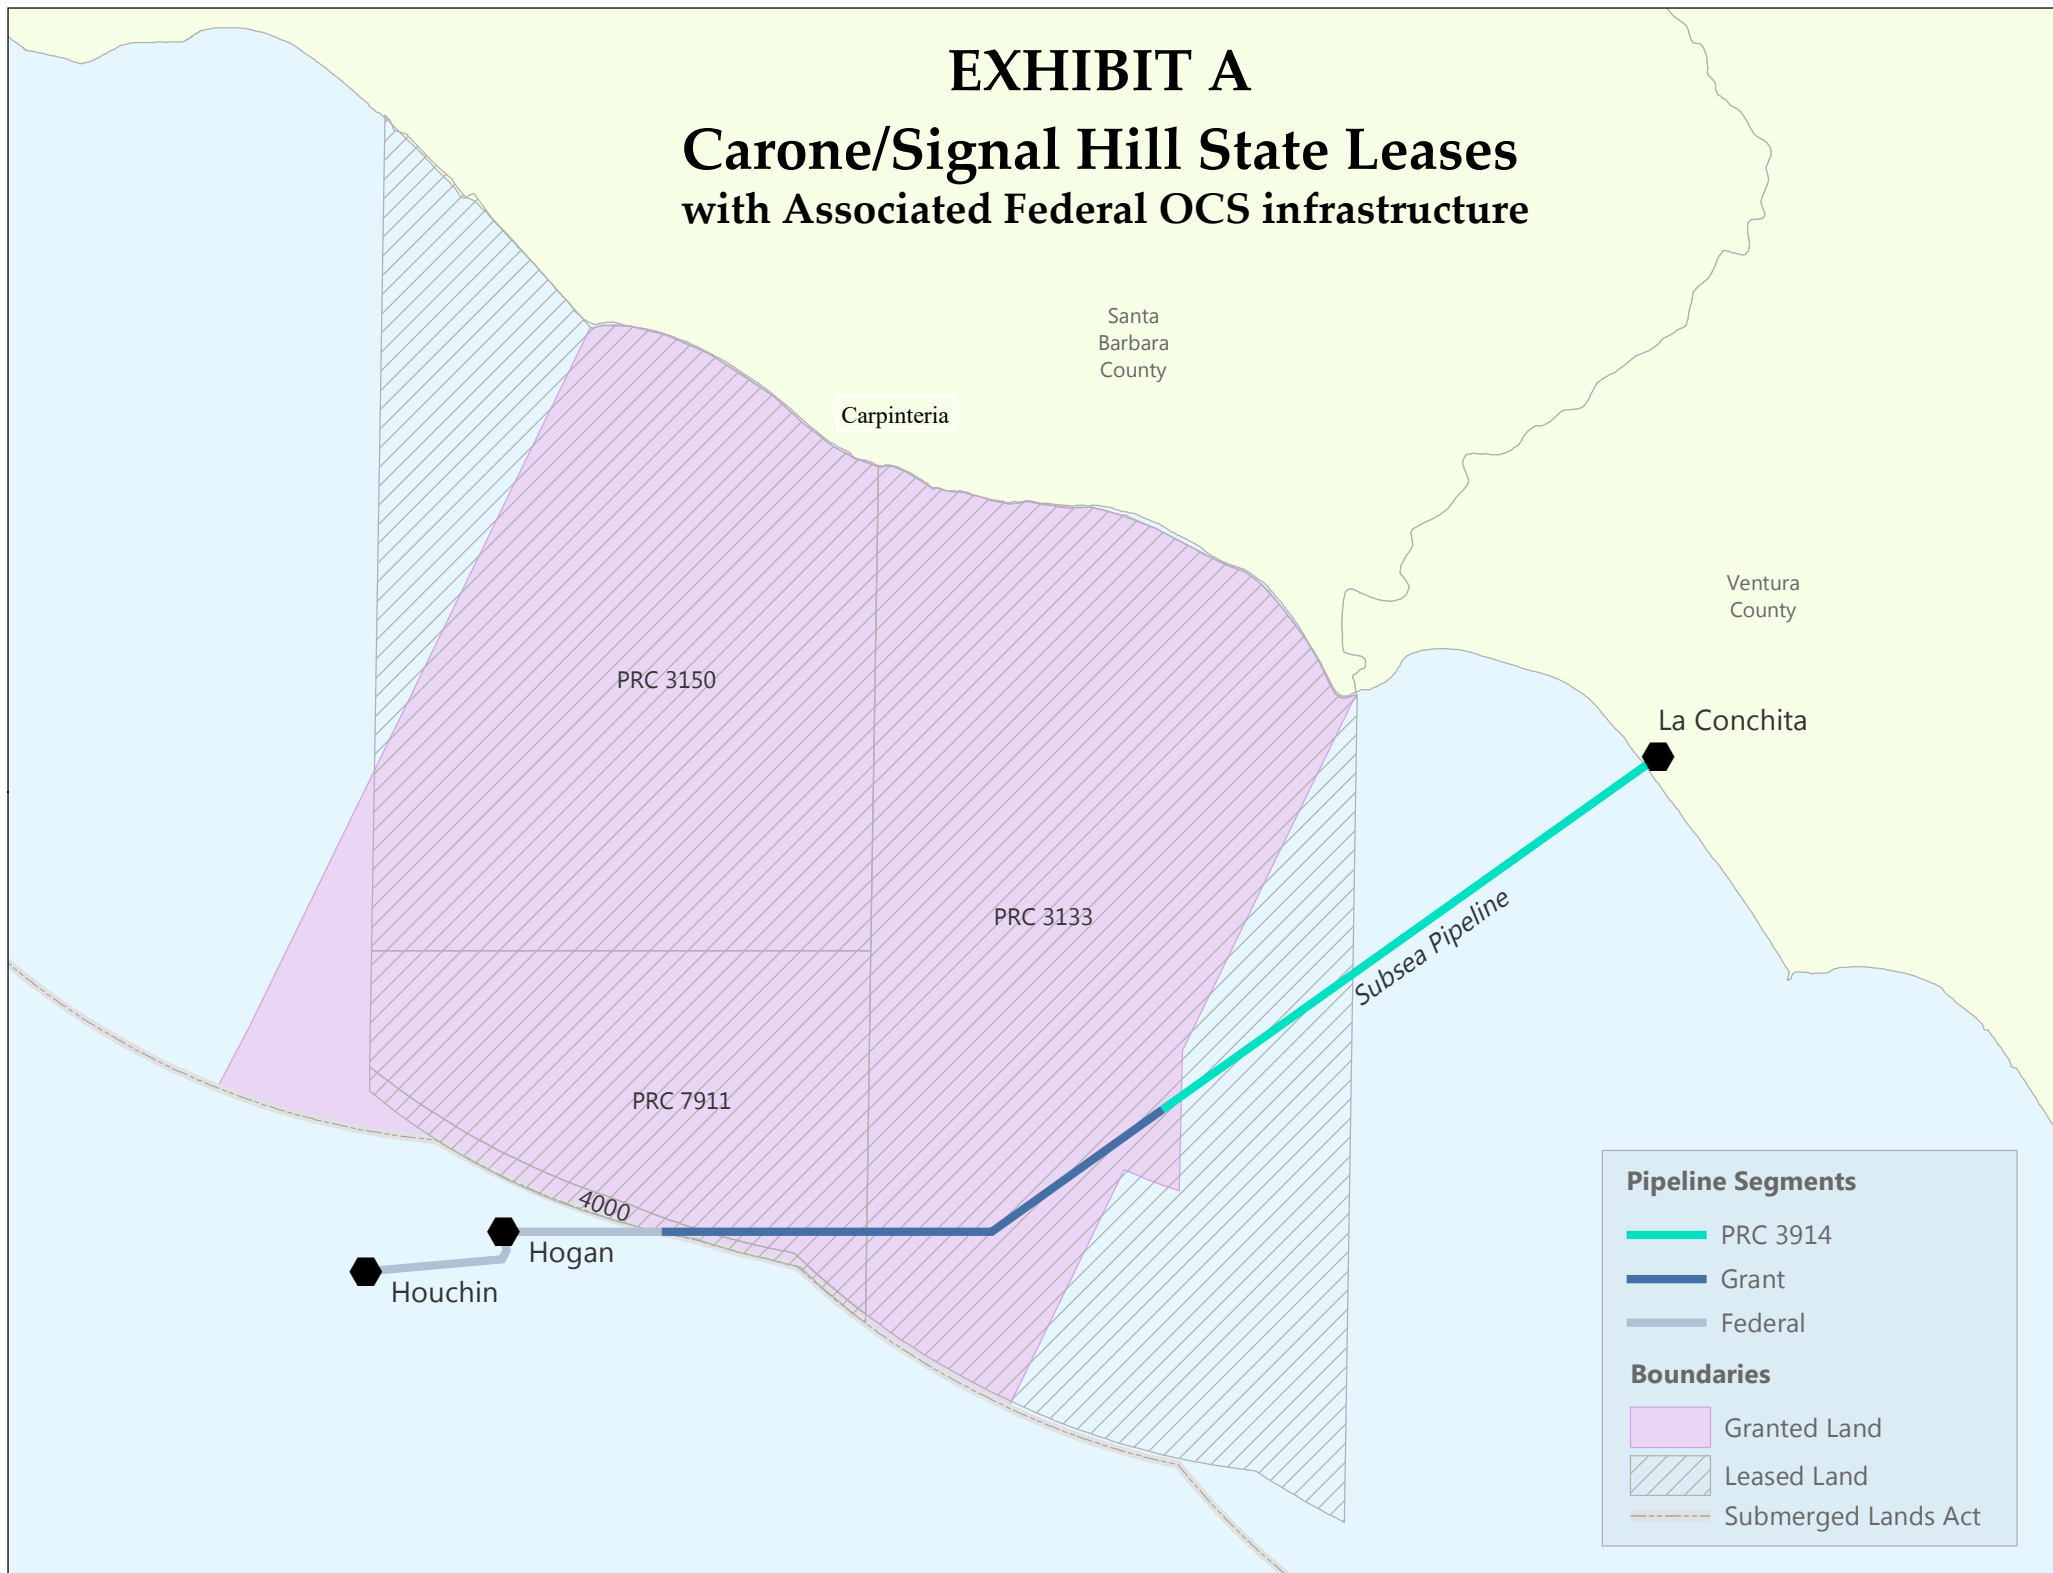 EXHIBIT A
Carone/Signal Hill State Leases
with Associated Federal OCS infrastructure
Santa
Barbara
County
Carpinteria
Ventura
County
PRC 3150
La Conchita
PRC 3133
Subsea Pipeline
PRC 7911
4000
Hogan
Houchin
Pipeline Segments
PRC 3914
Grant
Federal
Boundaries
Granted Land
Leased Land
Submerged Lands Act